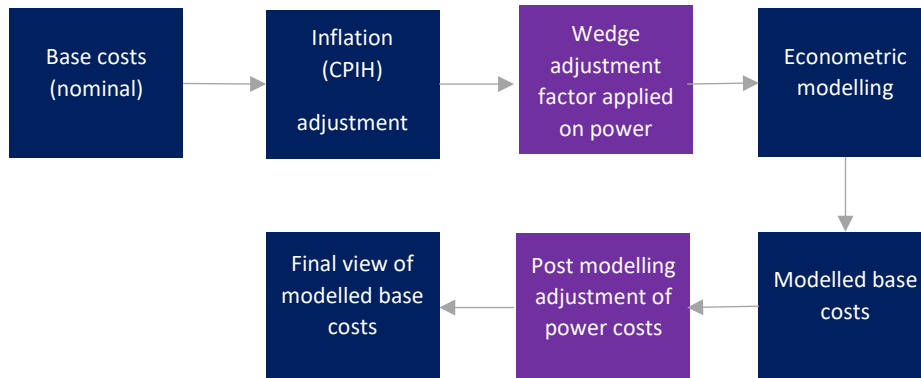 Base costs
(nominal)
Inflation
(CPIH)
adjustment
Wedge
adjustment
factor applied
on power
Econometric
modelling
Final view of
modelled base
costs
Post modelling
adjustment of
power costs
Modelled base
costs